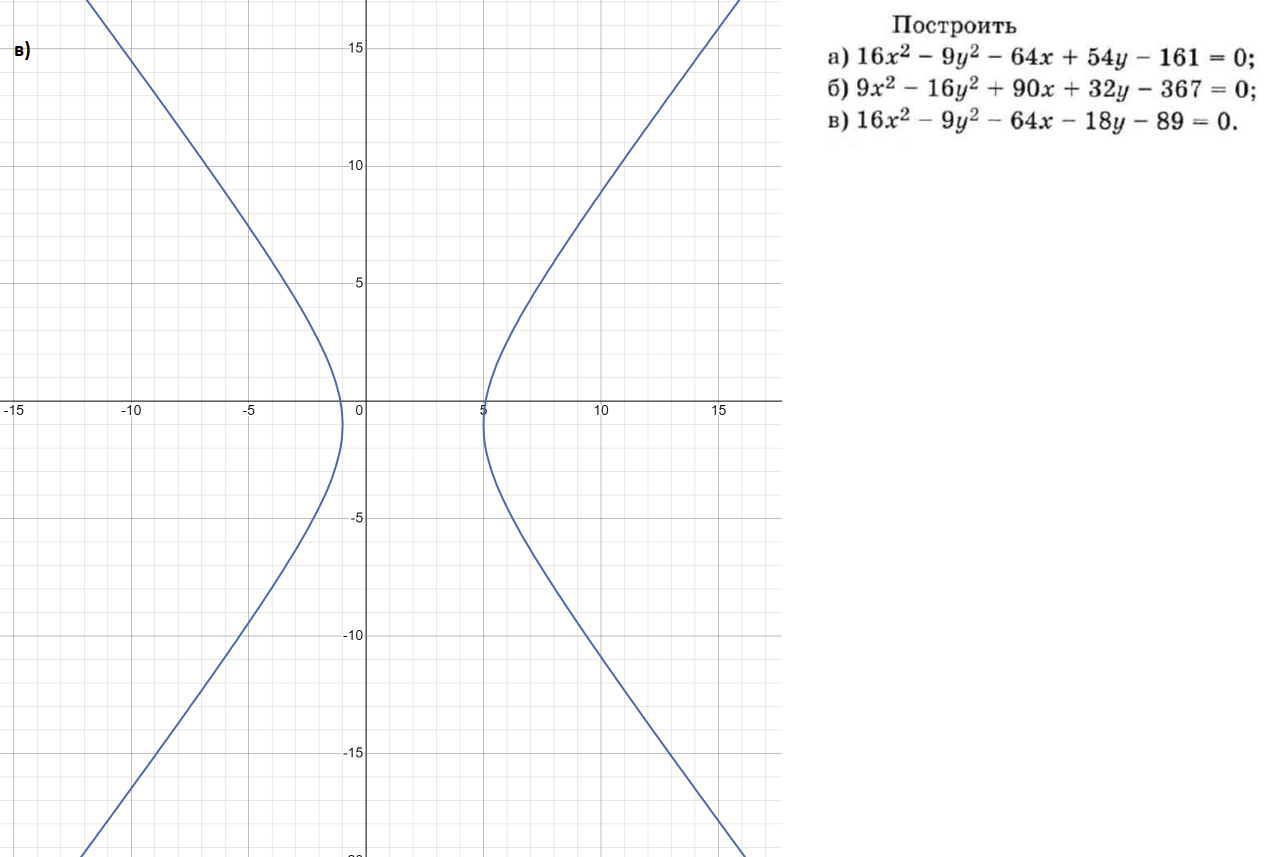 в)
15
10
5
-15 -10 -5 0 5 10 15
-5
-10
-15
Построить
а) 16x² − 9y² − 64x + 54y − 161 = 0;
б) 9x² − 16y² + 90x + 32y − 367 = 0;
в) 16x² − 9y² − 64x − 18y − 89 = 0.